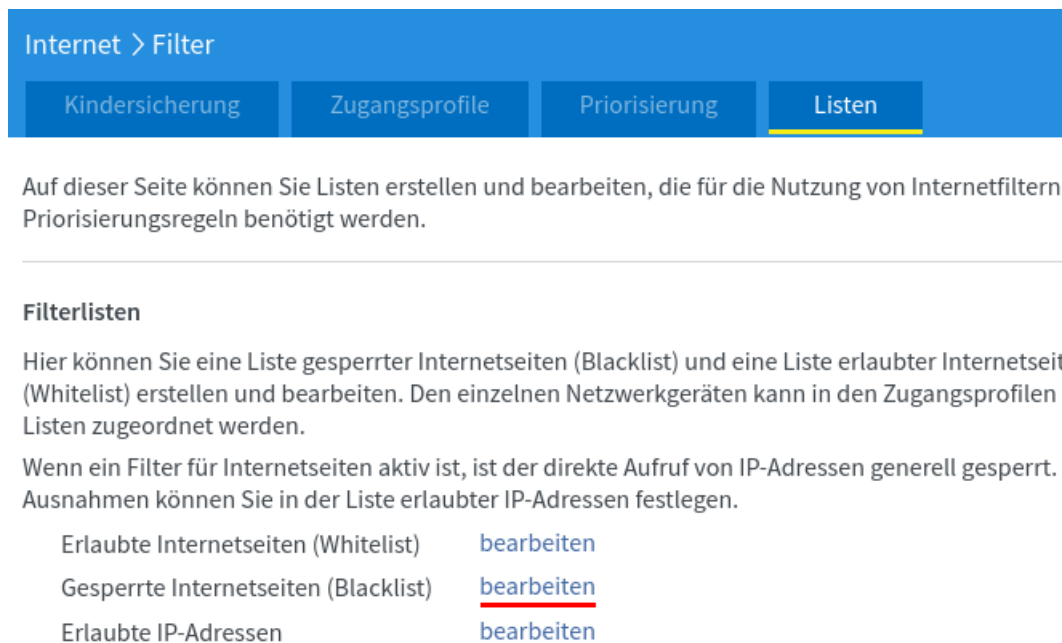 Internet > Filter
Kindersicherung Zugangsprofile Priorisierung Listen
Auf dieser Seite können Sie Listen erstellen und bearbeiten, die für die Nutzung von Internetfiltern
Priorisierungsregeln benötigt werden.
Filterlisten
Hier können Sie eine Liste gesperrter Internetseiten (Blacklist) und eine Liste erlaubter Internetseit
(Whitelist) erstellen und bearbeiten. Den einzelnen Netzwerkgeräten kann in den Zugangsprofilen
Listen zugeordnet werden.
Wenn ein Filter für Internetseiten aktiv ist, ist der direkte Aufruf von IP-Adressen generell gesperrt.
Ausnahmen können Sie in der Liste erlaubter IP-Adressen festlegen.
Erlaubte Internetseiten (Whitelist) bearbeiten
Gesperrte Internetseiten (Blacklist) bearbeiten
Erlaubte IP-Adressen bearbeiten